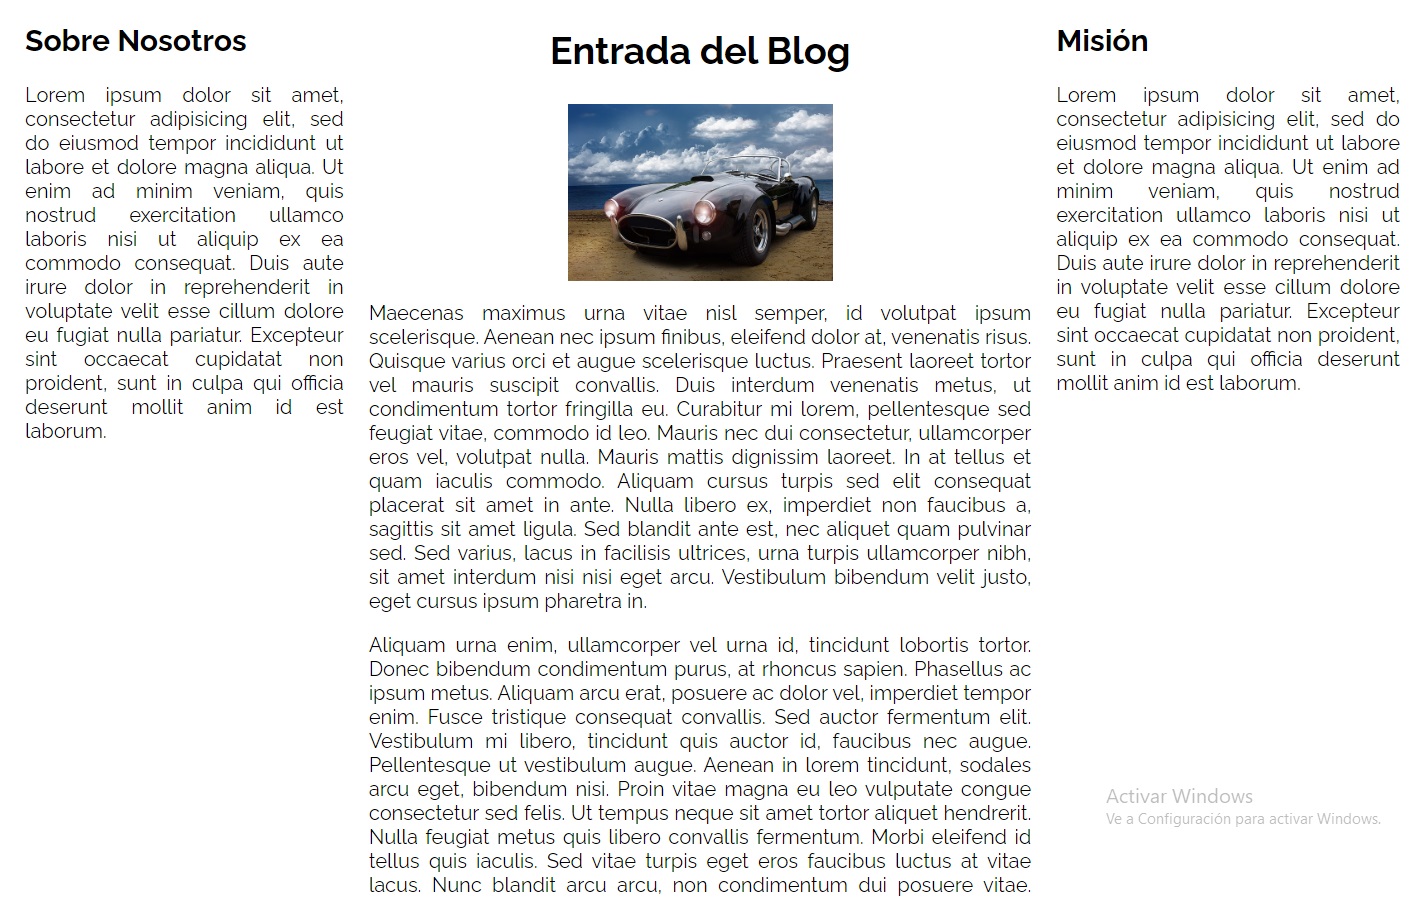 Sobre Nosotros
Lorem ipsum dolor sit amet,
consectetur adipisicing elit, sed
do eiusmod tempor incididunt ut
labore et dolore magna aliqua. Ut
enim ad minim veniam, quis
nostrud exercitation ullamco
laboris nisi ut aliquip ex ea
commodo consequat. Duis aute
irure dolor in reprehenderit in
voluptate velit esse cillum dolore
eu fugiat nulla pariatur. Excepteur
sint occaecat cupidatat non
proident, sunt in culpa qui officia
deserunt mollit anim id est
laborum.
Entrada del Blog
Maecenas maximus urna vitae nisl semper, id volutpat ipsum
scelerisque. Aenean nec ipsum finibus, eleifend dolor at, venenatis risus.
Quisque varius orci et augue scelerisque luctus. Praesent laoreet tortor
vel mauris suscipit convallis. Duis interdum venenatis metus, ut
condimentum tortor fringilla eu. Curabitur mi lorem, pellentesque sed
feugiat vitae, commodo id leo. Mauris nec dui consectetur, ullamcorper
eros vel, volutpat nulla. Mauris mattis dignissim laoreet. In at tellus et
quam iaculis commodo. Aliquam cursus turpis sed elit consequat
placerat sit amet in ante. Nulla libero ex, imperdiet non faucibus a,
sagittis sit amet ligula. Sed blandit ante est, nec aliquet quam pulvinar
sed. Sed varius, lacus in facilisis ultrices, urna turpis ullamcorper nibh,
sit amet interdum nisi nisi eget arcu. Vestibulum bibendum velit justo,
eget cursus ipsum pharetra in.
Aliquam urna enim, ullamcorper vel urna id, tincidunt lobortis tortor.
Donec bibendum condimentum purus, at rhoncus sapien. Phasellus ac
ipsum metus. Aliquam arcu erat, posuere ac dolor vel, imperdiet tempor
enim. Fusce tristique consequat convallis. Sed auctor fermentum elit.
Vestibulum mi libero, tincidunt quis auctor id, faucibus nec augue.
Pellentesque ut vestibulum augue. Aenean in lorem tincidunt, sodales
arcu eget, bibendum nisi. Proin vitae magna eu leo vulputate congue
consectetur sed felis. Ut tempus neque sit amet tortor aliquet hendrerit.
Nulla feugiat metus quis libero convallis fermentum. Morbi eleifend id
tellus quis iaculis. Sed vitae turpis eget eros faucibus luctus at vitae
lacus. Nunc blandit arcu arcu, non condimentum dui posuere vitae.
Misión
Lorem ipsum dolor sit amet,
consectetur adipisicing elit, sed do
eiusmod tempor incididunt ut labore
et dolore magna aliqua. Ut enim ad
minim veniam, quis nostrud
exercitation ullamco laboris nisi ut
aliquip ex ea commodo consequat.
Duis aute irure dolor in reprehenderit
in voluptate velit esse cillum dolore
eu fugiat nulla pariatur. Excepteur
sint occaecat cupidatat non proident,
sunt in culpa qui officia deserunt
mollit anim id est laborum.
Activar Windows
Ve a Configuración para activar Windows.